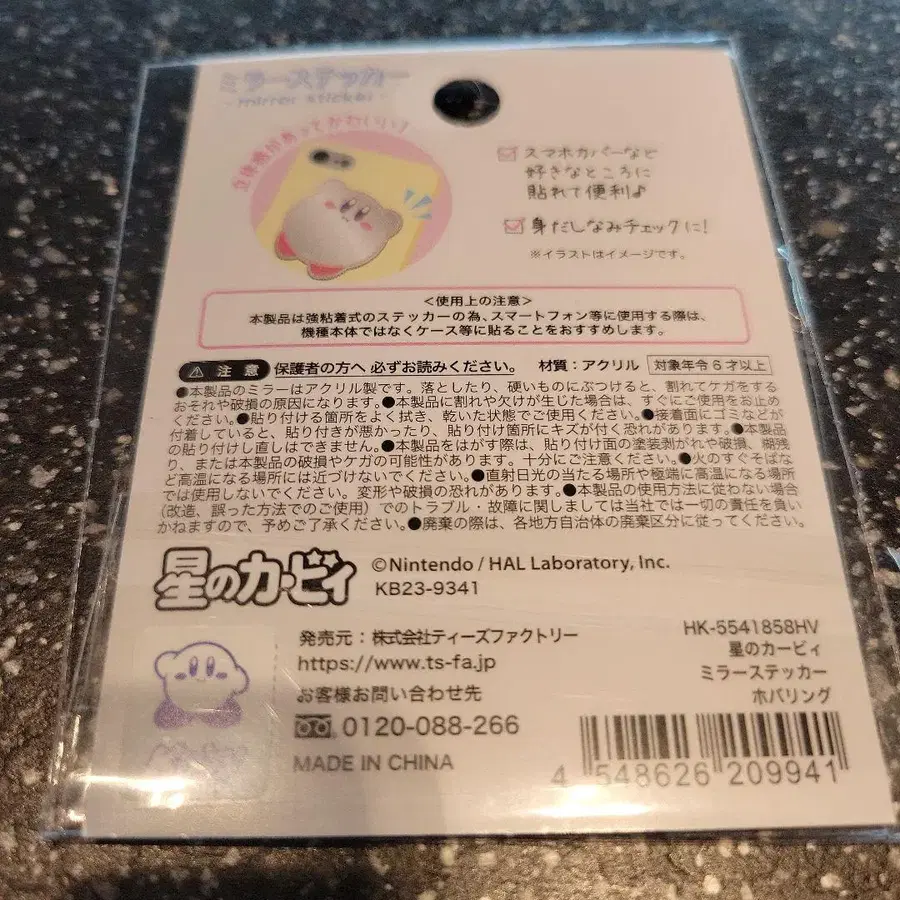 ミラーステッカー
- mirror sticker -
立体感があってかわいい!
スマホカバーなど
好きなところに
貼れて便利♪
身だしなみチェックに!
※イラストはイメージです。
<使用上の注意>
本製品は強粘着式のステッカーの為、スマートフォン等に使用する際は、
機種本体ではなくケース等に貼ることをおすすめします。
⚠ 注意 保護者の方へ 必ずお読みください。 材質:アクリル 対象年令6才以上
●本製品のミラーはアクリル製です。落としたり、硬いものにぶつけると、割れてケガをする
おそれや破損の原因になります。●本製品に割れや欠けが生じた場合は、すぐにご使用をお止め
ください。●貼り付ける箇所をよく拭き、乾いた状態でご使用ください。●接着面にゴミなどが
付着していると、貼り付きが悪かったり、貼り付け箇所にキズが付く恐れがあります。●本製品
の貼り付けし直しはできません。●本製品をはがす際は、貼り付け面の塗装剥がれや破損、糊残
り、または本製品の破損やケガの可能性があります。十分にご注意ください。●火のすぐそばな
ど高温になる場所には近づけないでください。●直射日光の当たる場所や極端に高温になる場所
では使用しないでください。変形や破損の恐れがあります。●本製品の使用方法に従わない場合
(改造、誤った方法でのご使用)でのトラブル・故障に関しましては当社では一切の責任を負い
かねますので、予めご了承ください。●廃棄の際は、各地方自治体の廃棄区分に従ってください。
星のカービィ
©Nintendo / HAL Laboratory, Inc.
KB23-9341
発売元:株式会社ティーズファクトリー
https://www.ts-fa.jp
お客様お問い合わせ先
0120-088-266
MADE IN CHINA
HK-5541858HV
星のカービィ
ミラーステッカー
ホバリング
4 548626 209941